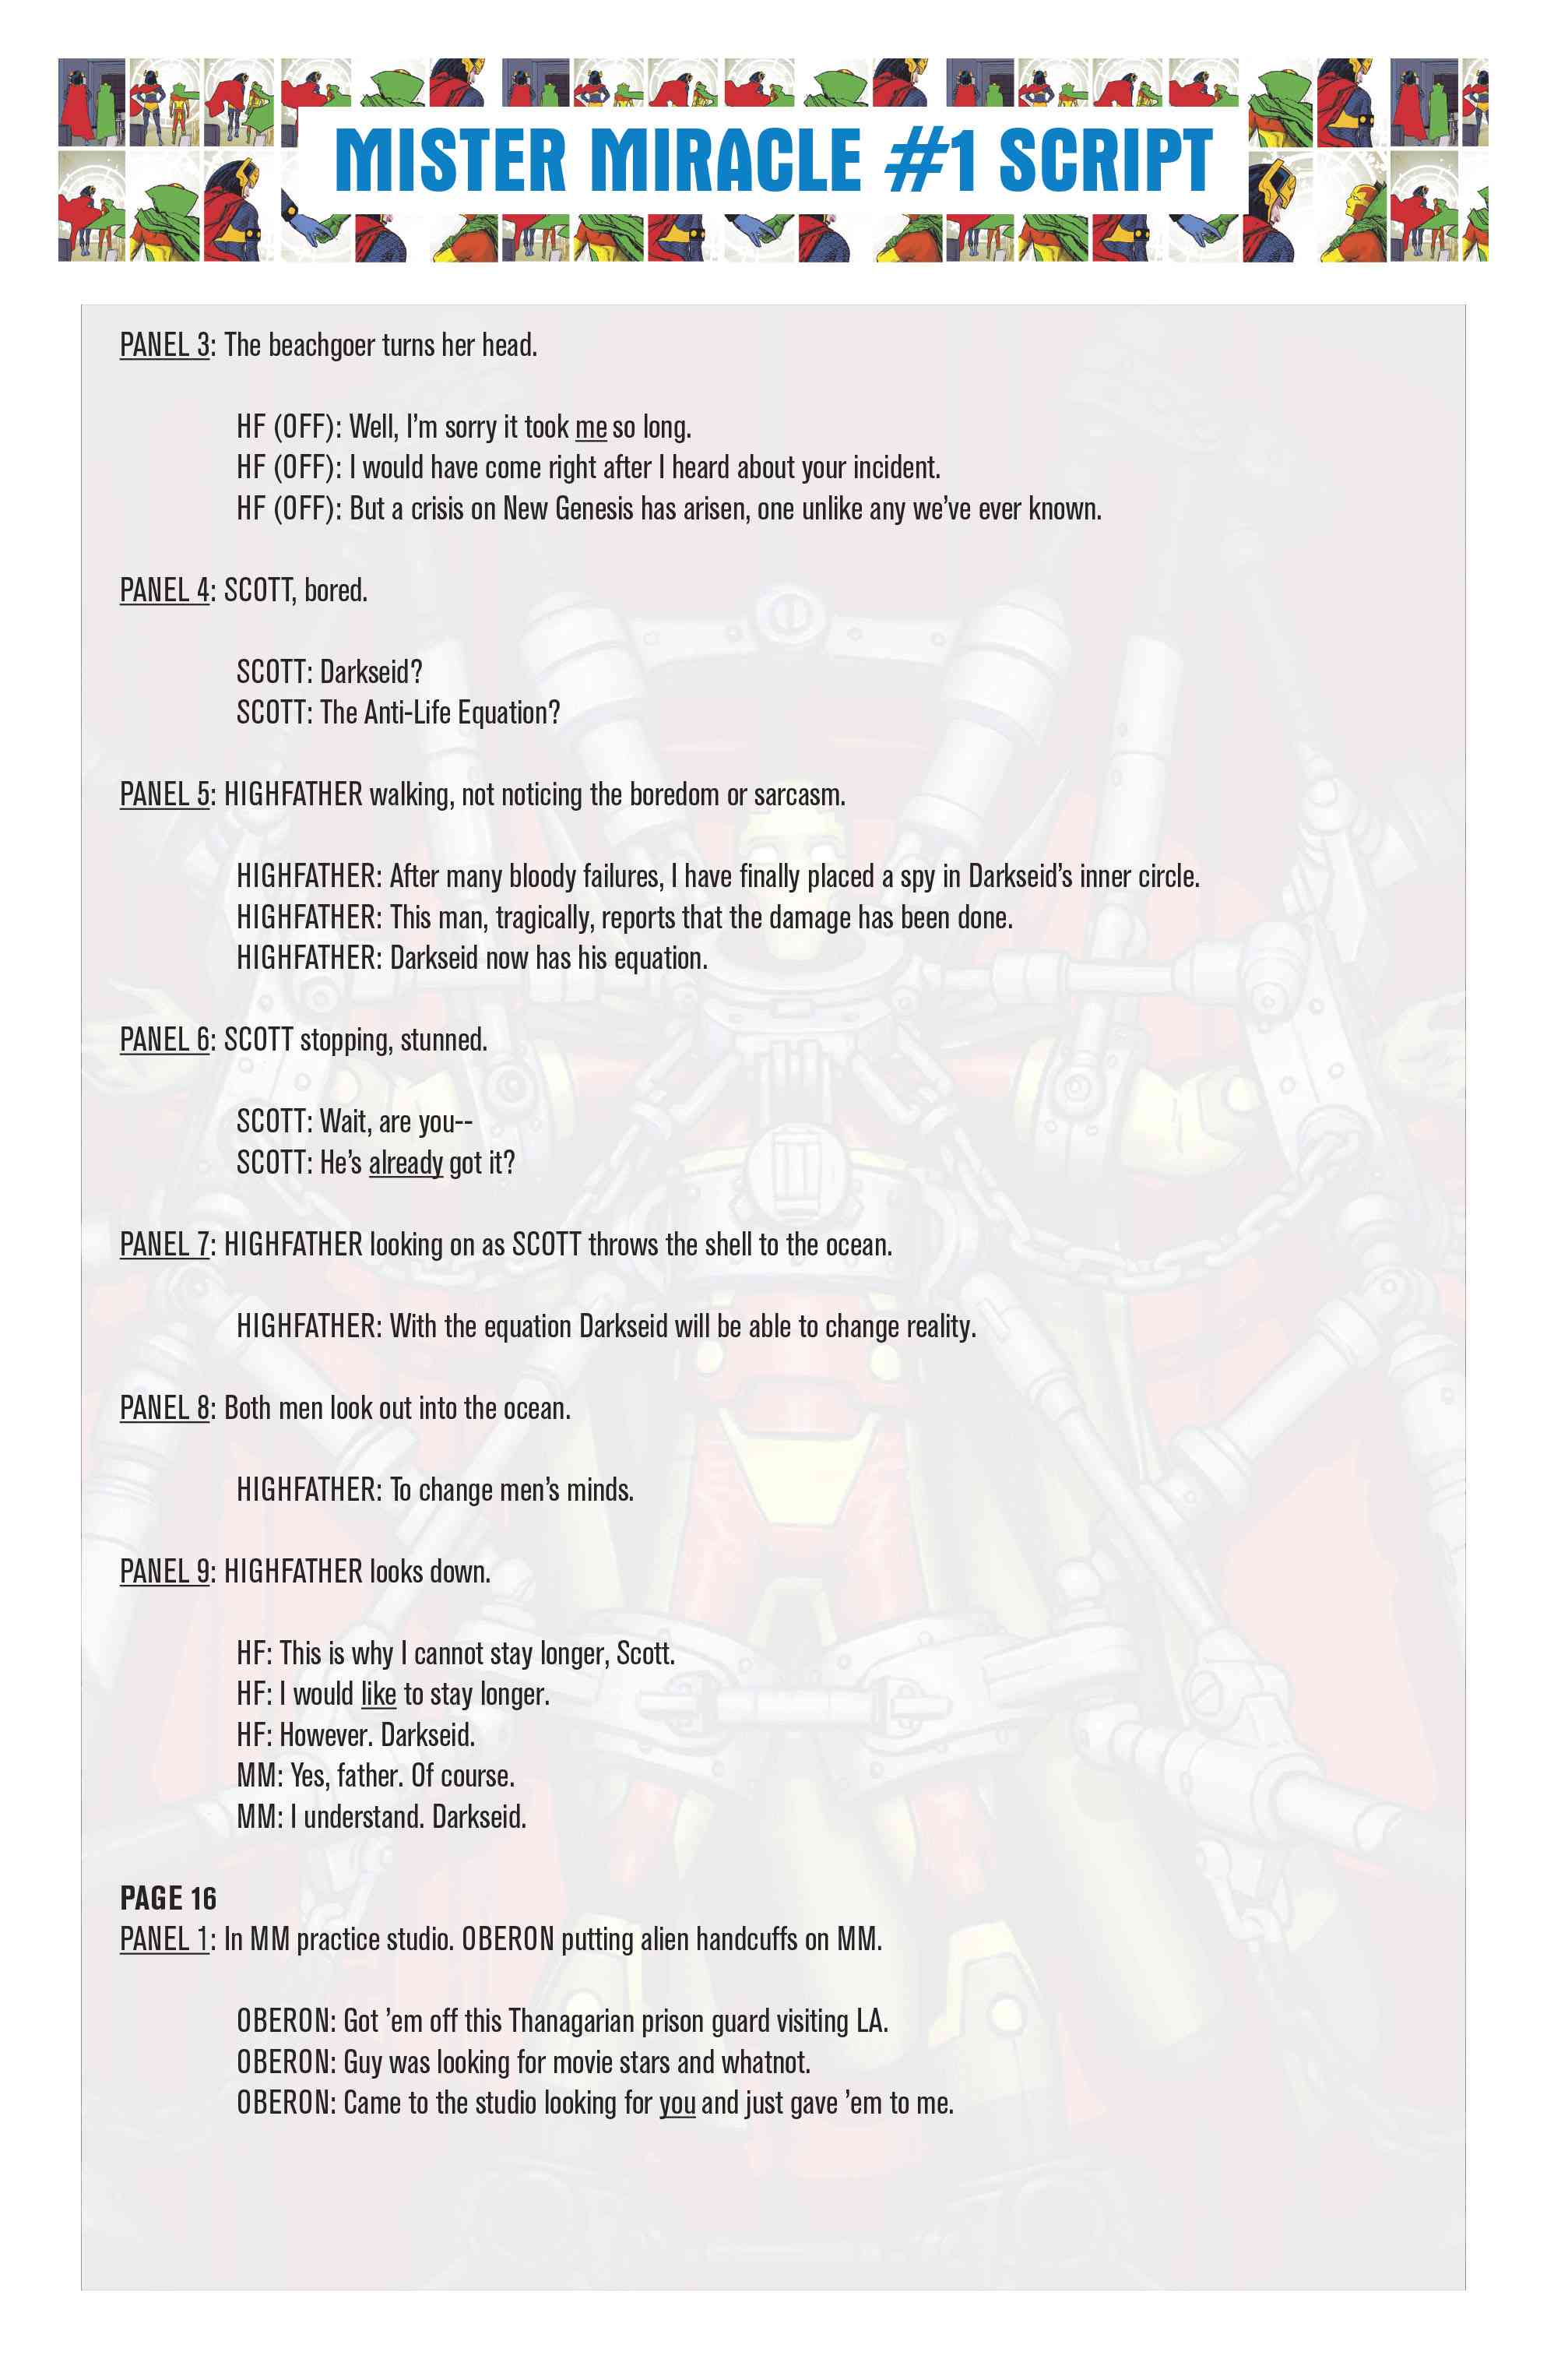 MISTER MIRACLE #1 SCRIPT
PANEL 3: The beachgoer turns her head.
HF (OFF): Well, I'm sorry it took me so long.
HF (OFF): I would have come right after I heard about your incident.
HF (OFF): But a crisis on New Genesis has arisen, one unlike any we've ever known.
PANEL 4: SCOTT, bored.
SCOTT: Darkseid?
SCOTT: The Anti-Life Equation?
PANEL 5: HIGHFATHER walking, not noticing the boredom or sarcasm.
HIGHFATHER: After many bloody failures, I have finally placed a spy in Darkseid's inner circle.
HIGHFATHER: This man, tragically, reports that the damage has been done.
HIGHFATHER: Darkseid now has his equation.
PANEL 6: SCOTT stopping, stunned.
SCOTT: Wait, are you--
SCOTT: He's already got it?
PANEL 7: HIGHFATHER looking on as SCOTT throws the shell to the ocean.
HIGHFATHER: With the equation Darkseid will be able to change reality.
PANEL 8: Both men look out into the ocean.
HIGHFATHER: To change men's minds.
PANEL 9: HIGHFATHER looks down.
HF: This is why I cannot stay longer, Scott.
HF: I would like to stay longer.
HF: However. Darkseid.
MM: Yes, father. Of course.
MM: I understand. Darkseid.
PAGE 16
PANEL 1: In MM practice studio. OBERON putting alien handcuffs on MM.
OBERON: Got 'em off this Thanagarian prison guard visiting LA.
OBERON: Guy was looking for movie stars and whatnot.
OBERON: Came to the studio looking for you and just gave 'em to me.